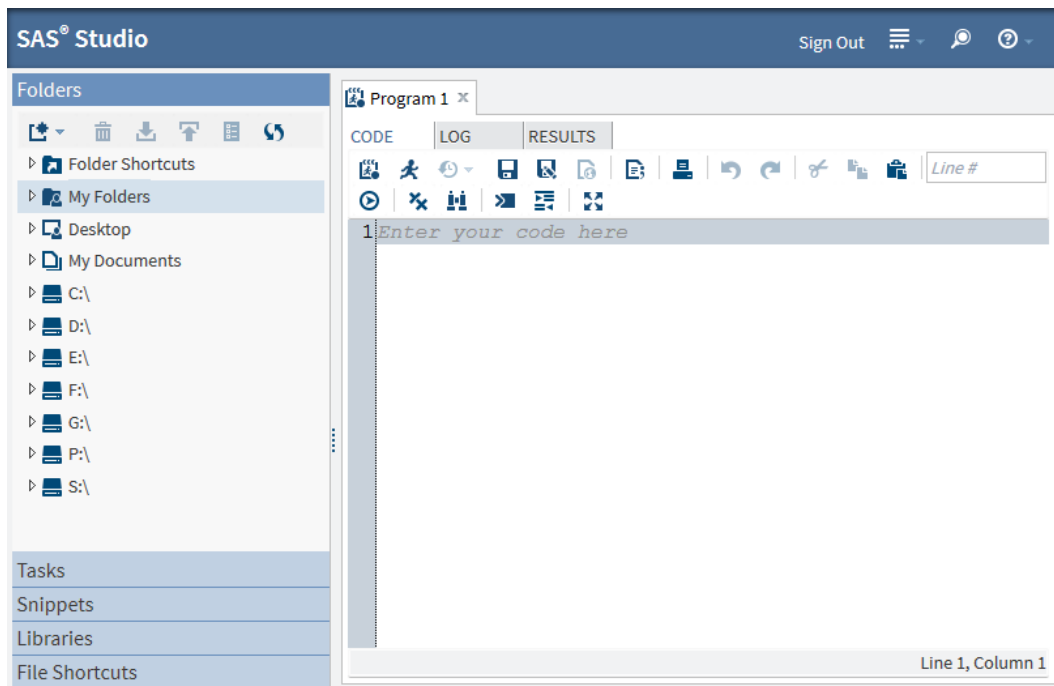 SAS® Studio
Sign Out
Folders
Folder Shortcuts
My Folders
Desktop
My Documents
C:\
D:\
E:\
F:\
G:\
P:\
S:\
Tasks
Snippets
Libraries
File Shortcuts
Program 1
CODE LOG RESULTS
Line #
1 Enter your code here
Line 1, Column 1